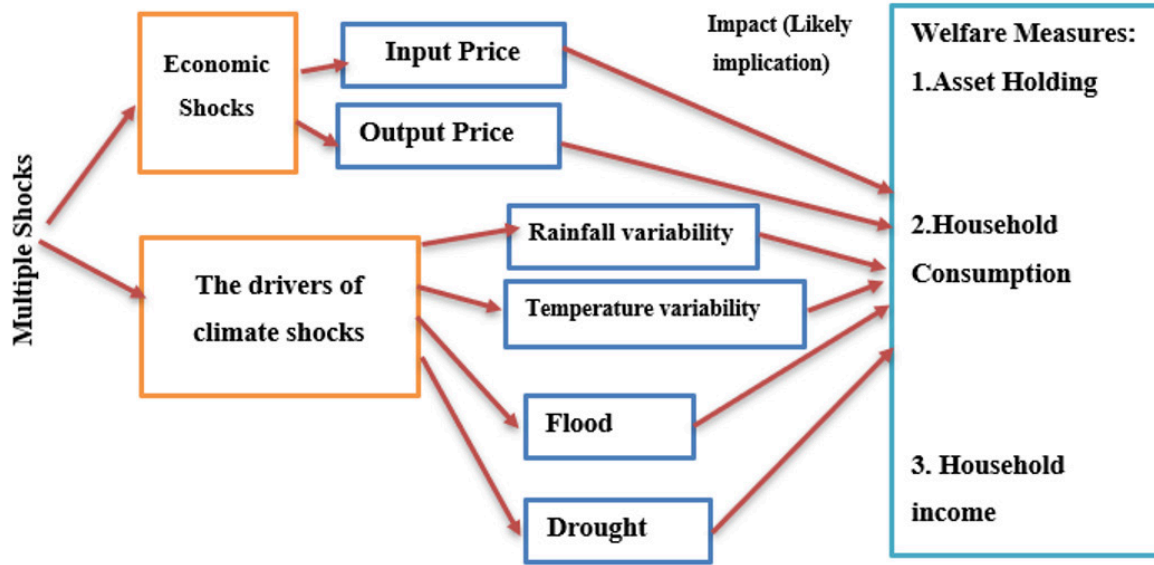 Multiple Shocks
Economic
Shocks
Input Price
Output Price
The drivers of
climate shocks
Rainfall variability
Temperature variability
Flood
Drought
Impact (Likely
implication)
Welfare Measures:
1.Asset Holding
2.Household
Consumption
3. Household
income